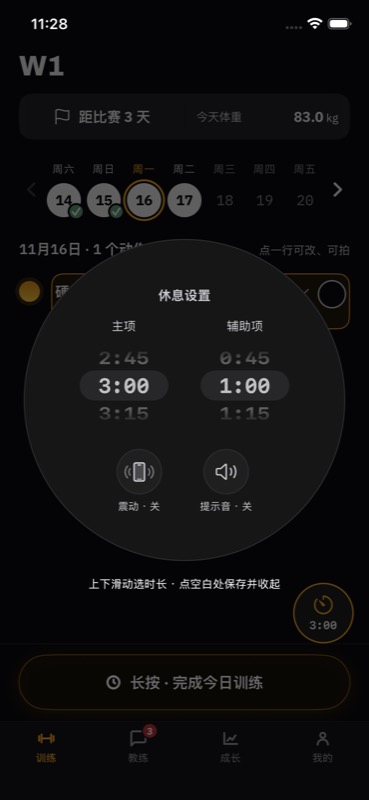 11:28
W1
距比赛 3 天 今天体重 83.0 kg
周六 周日 周一 周二 周三 周四 周五
14 15 16 17 18 19 20
11月16日 · 1 个动作 点一行可改、可拍
硬
休息设置
主项 辅助项
2:45 0:45
3:00 1:00
3:15 1:15
震动 · 关 提示音 · 关
上下滑动选时长 · 点空白处保存并收起
3:00
长按 · 完成今日训练
3
训练 教练 成长 我的